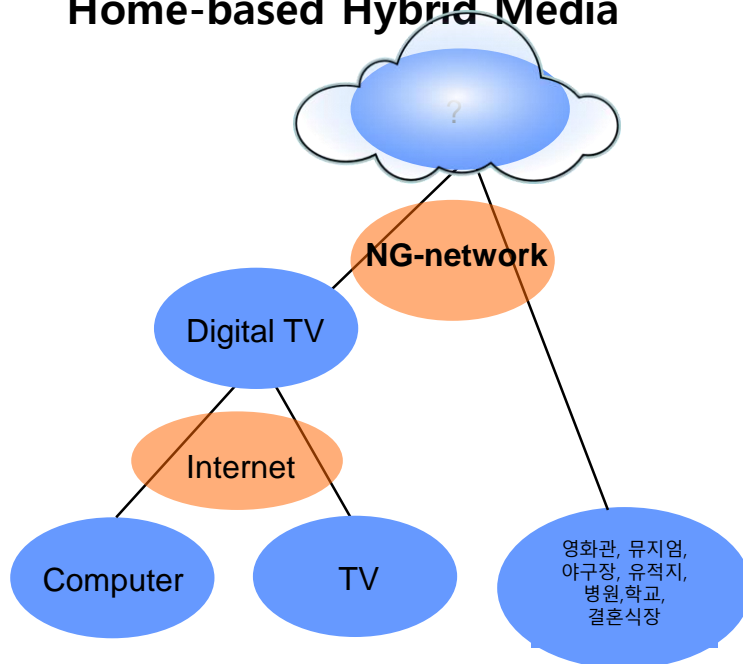 Home-based Hybrid Media
?
NG-network
Digital TV
Internet
Computer
TV
영화관, 뮤지엄,
야구장, 유적지,
병원,학교,
결혼식장